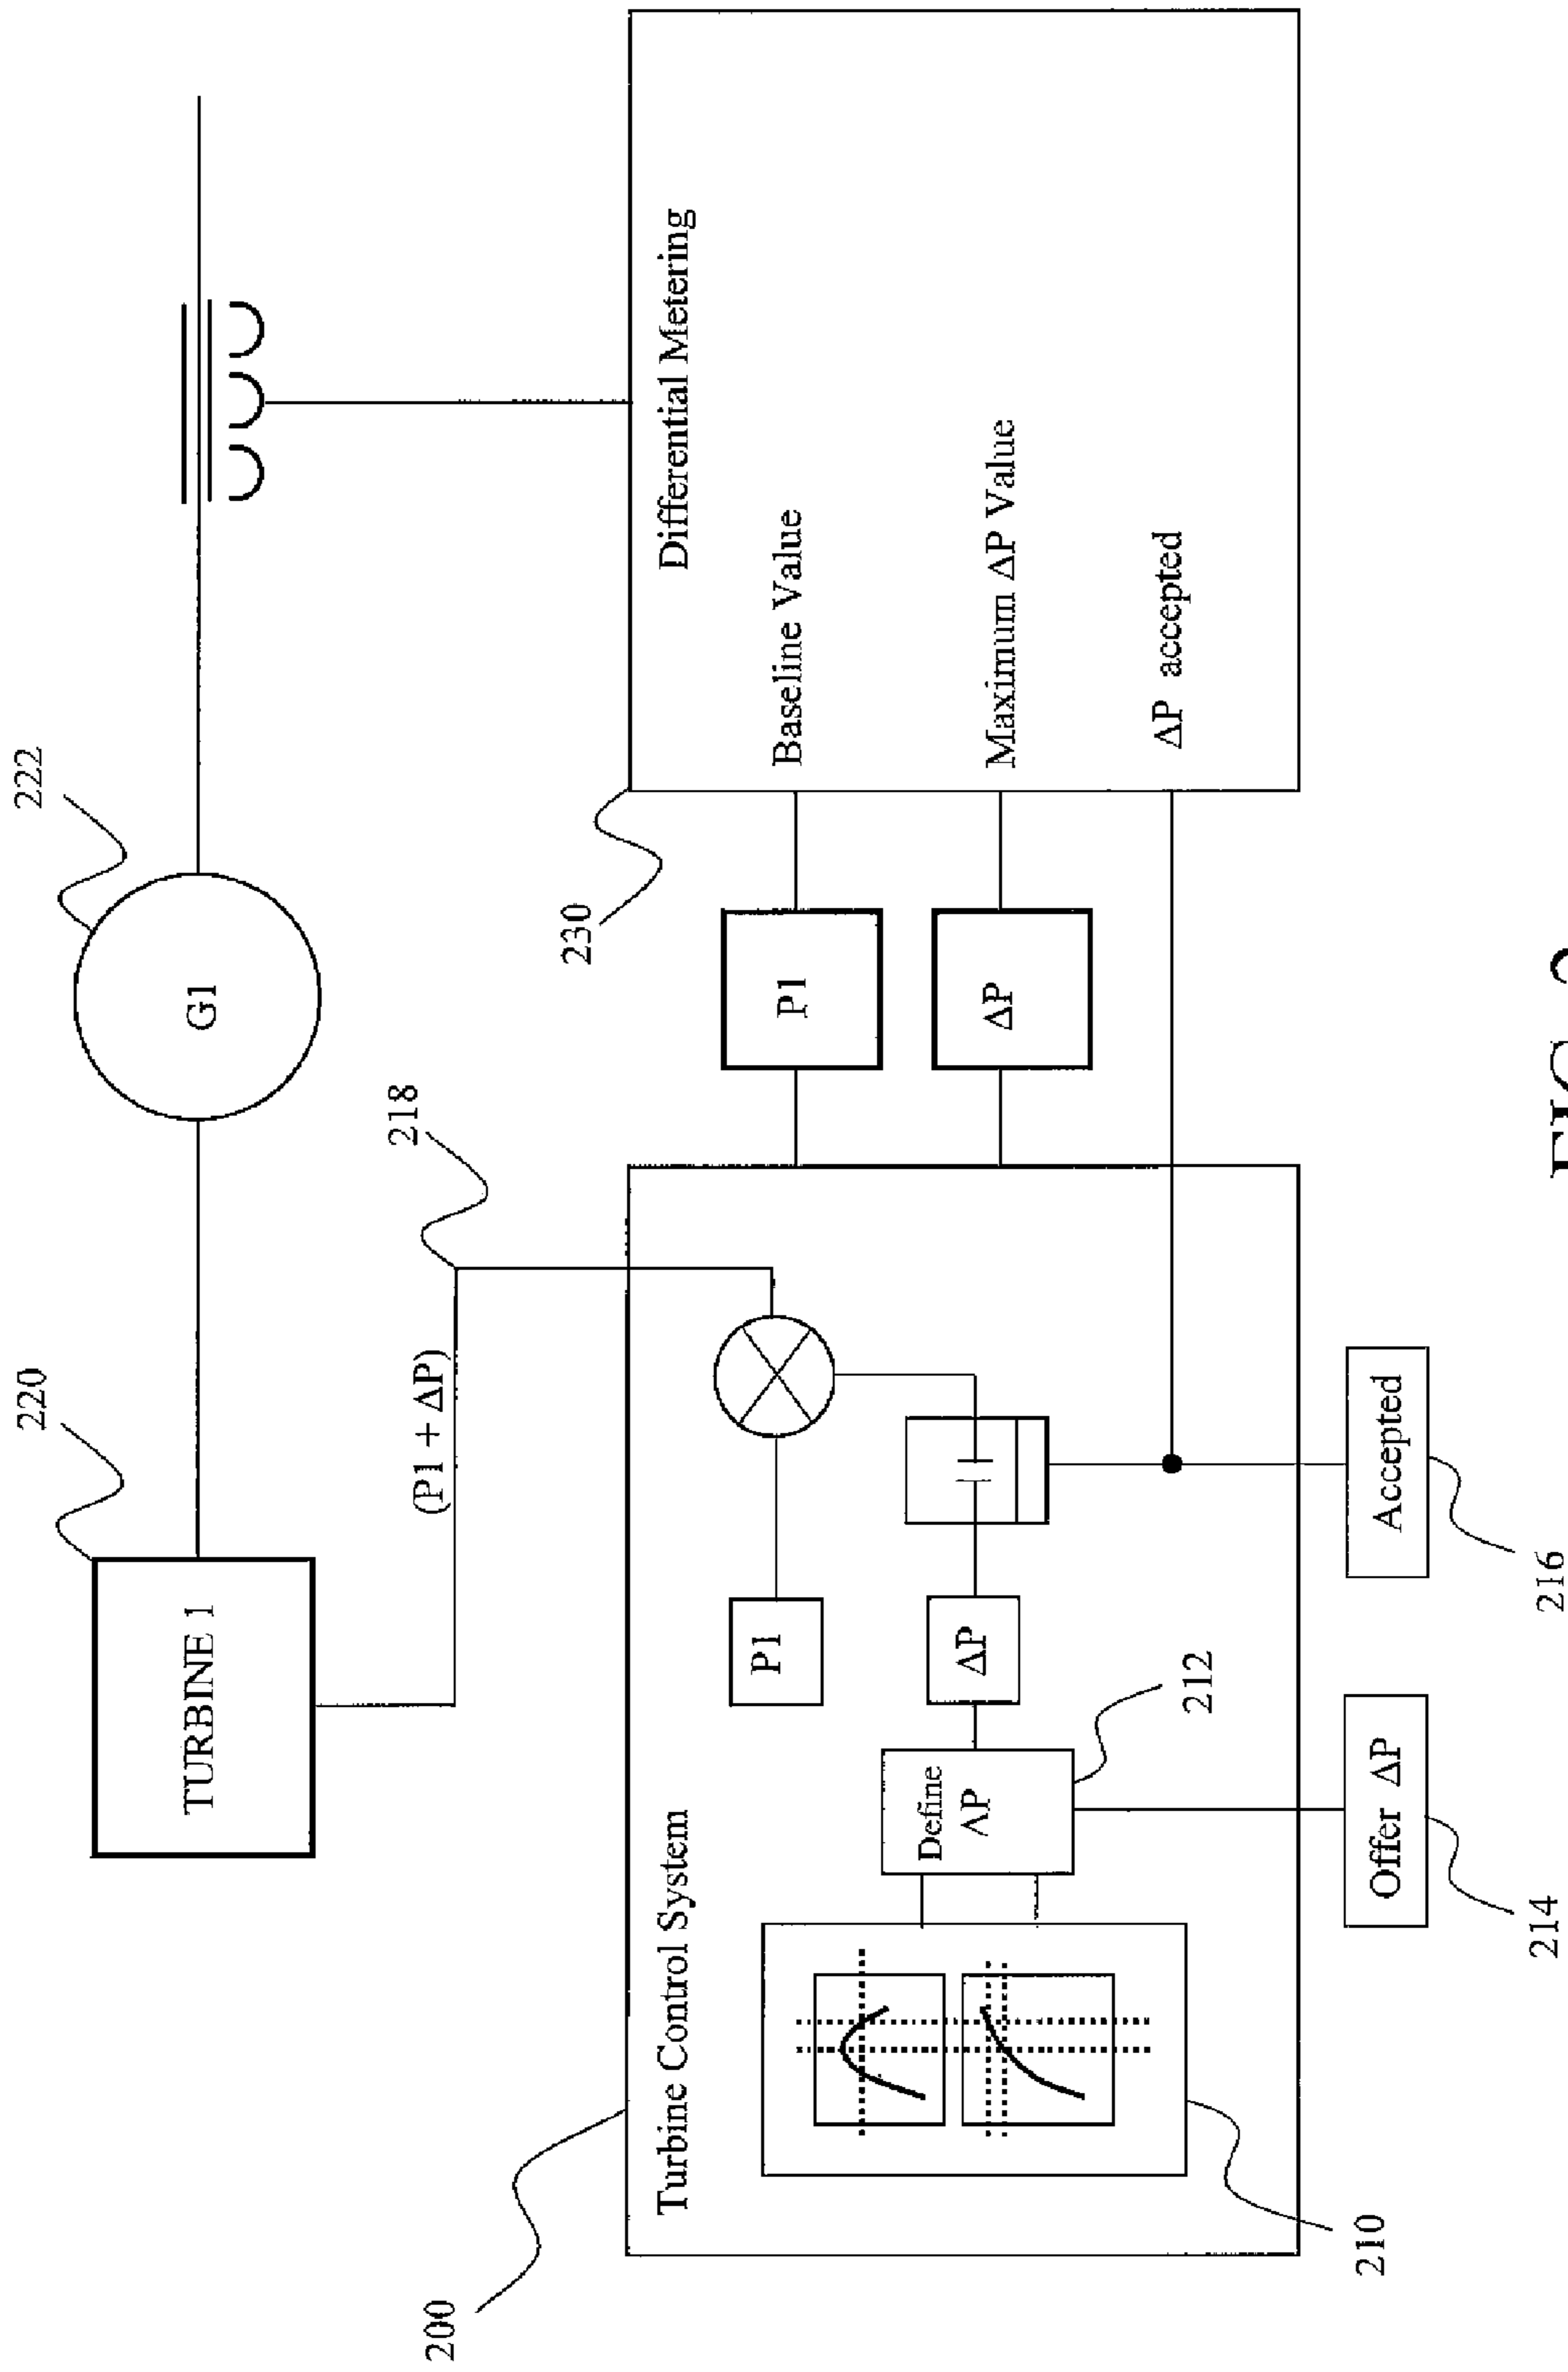 220
222
TURBINE 1
G1
(P1 + ΔP)
218
200
230
Turbine Control System
Differential Metering
P1
P1
Baseline Value
Define
ΔP
ΔP
ΔP
Maximum ΔP Value
212
ΔP accepted
210
Offer ΔP
Accepted
214
216